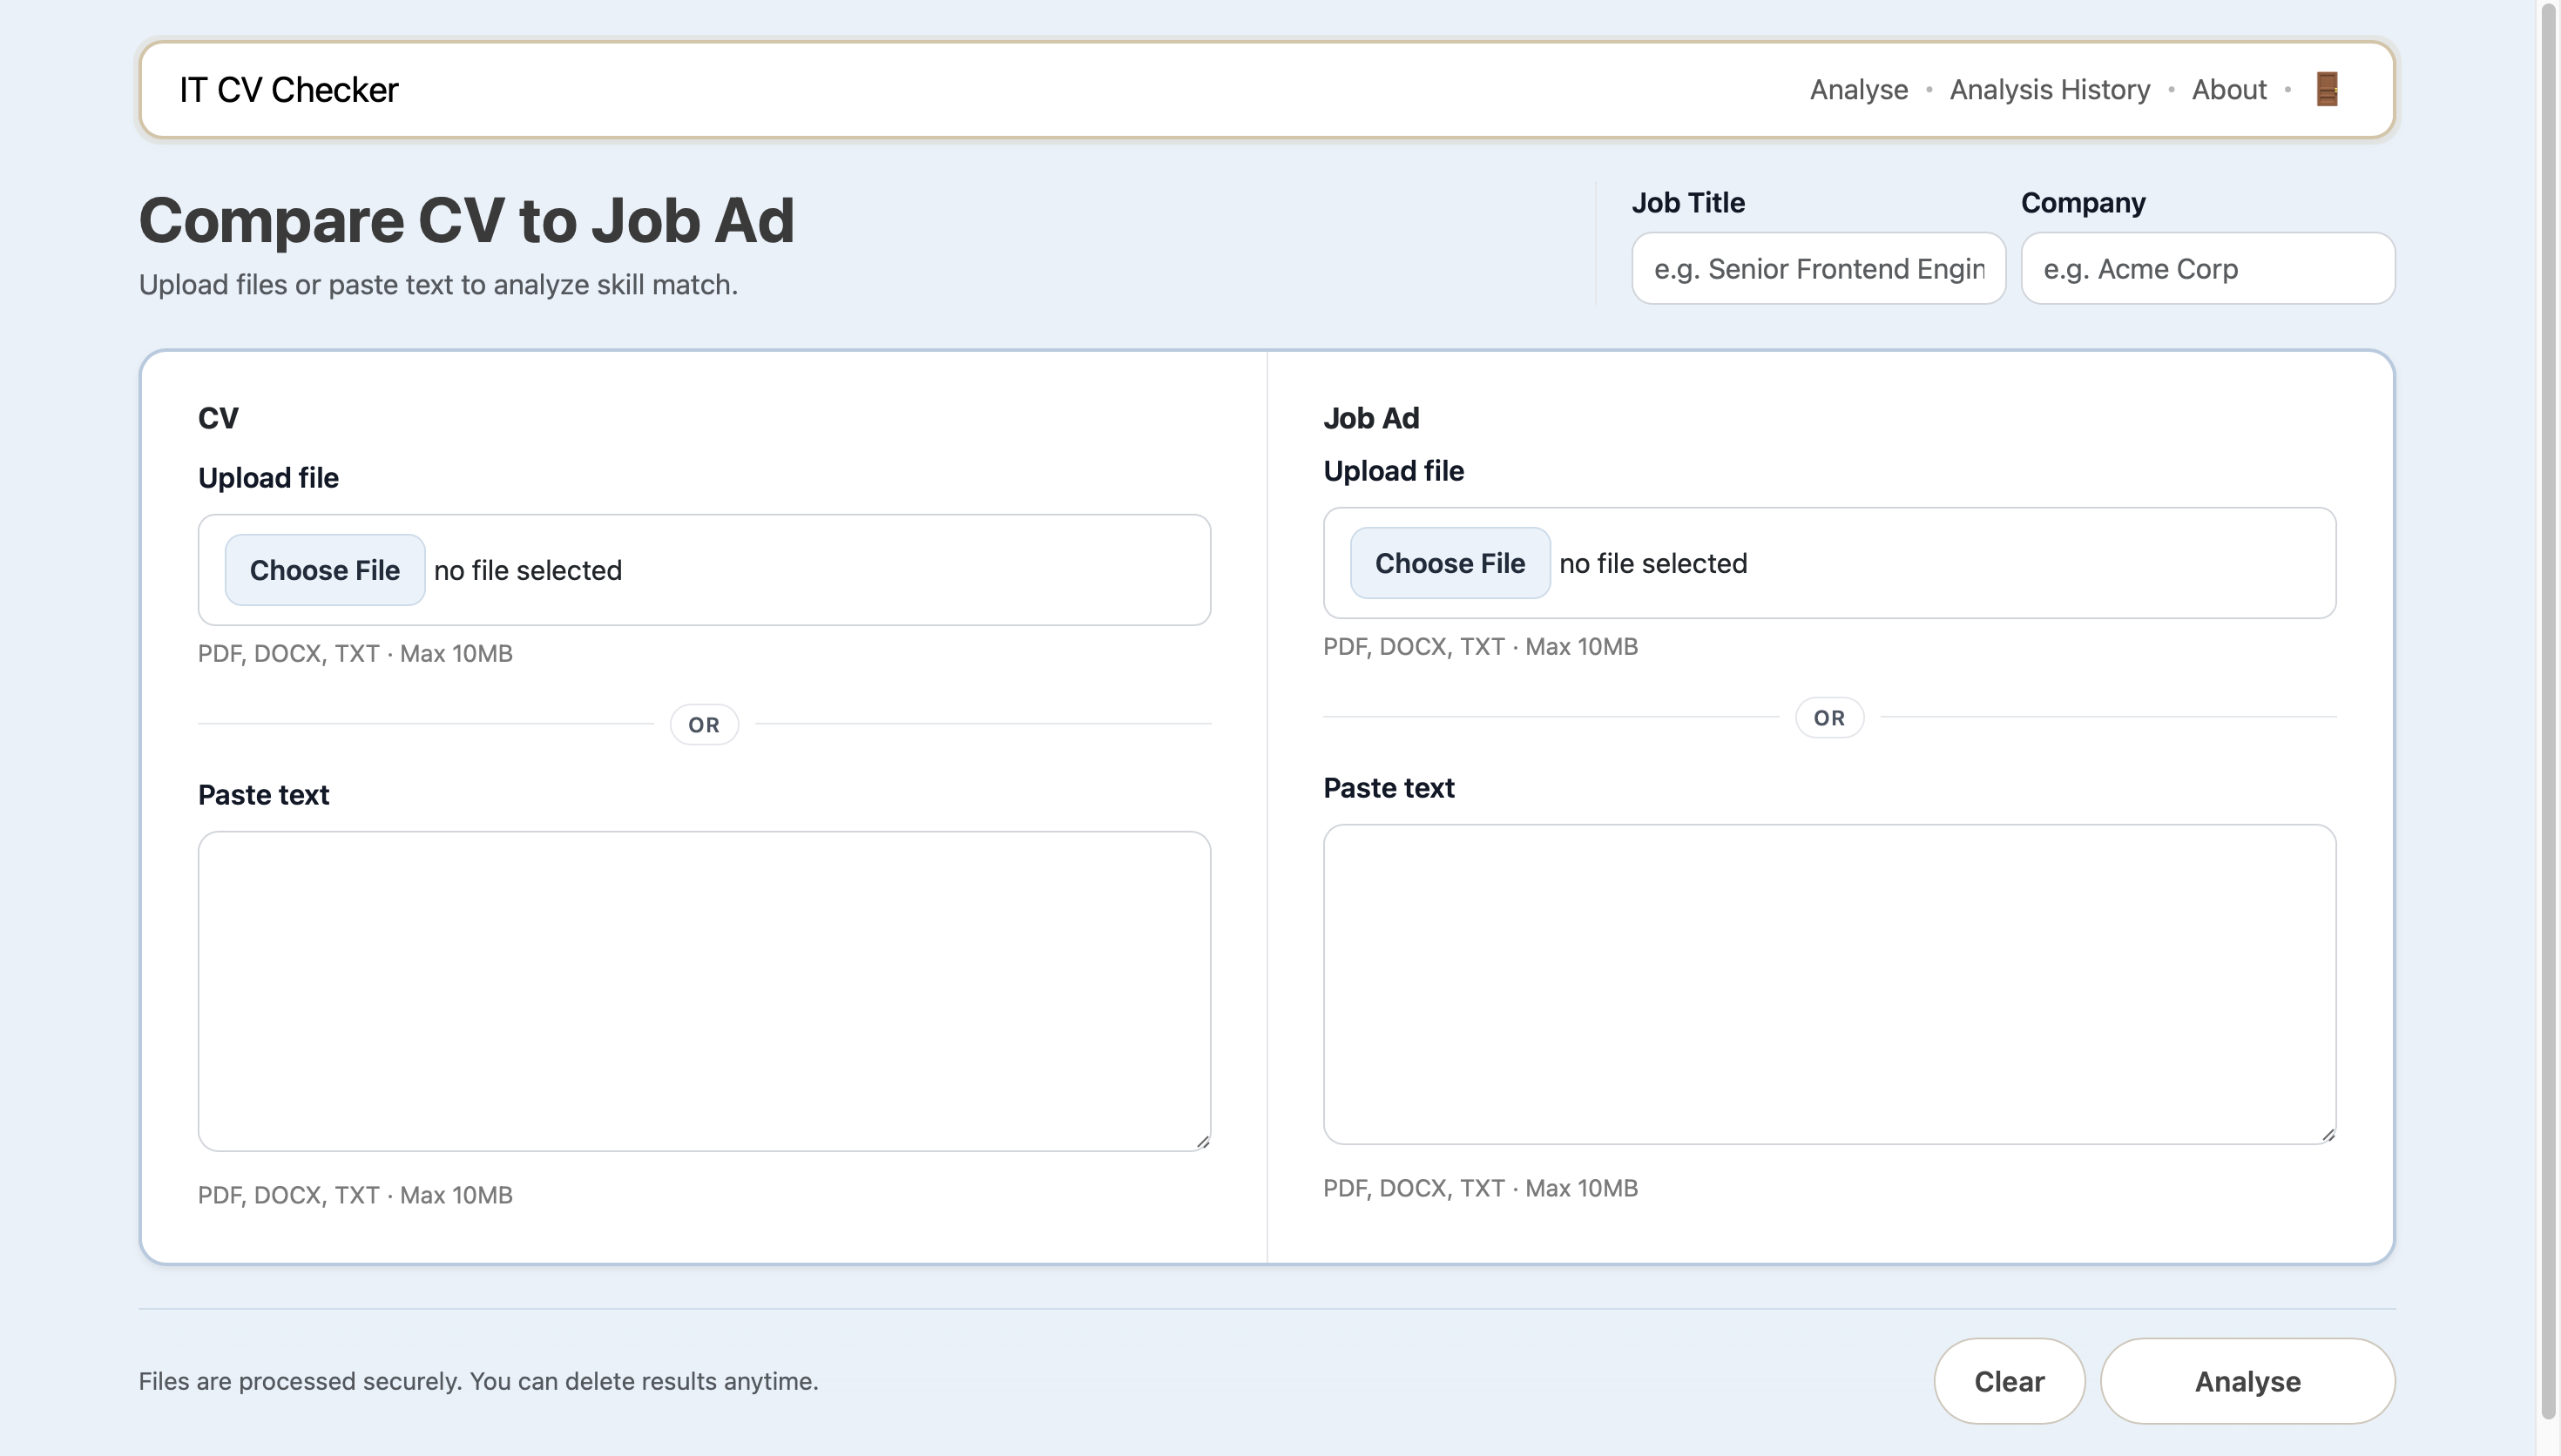 IT CV Checker
Analyse • Analysis History • About •
Compare CV to Job Ad
Upload files or paste text to analyze skill match.
Job Title
e.g. Senior Frontend Engin
Company
e.g. Acme Corp
CV
Upload file
Choose File no file selected
PDF, DOCX, TXT · Max 10MB
OR
Paste text
PDF, DOCX, TXT · Max 10MB
Job Ad
Upload file
Choose File no file selected
PDF, DOCX, TXT · Max 10MB
OR
Paste text
PDF, DOCX, TXT · Max 10MB
Files are processed securely. You can delete results anytime.
Clear
Analyse